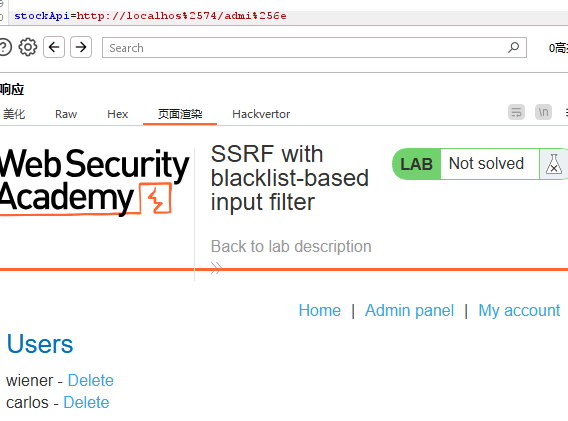 stockApi=http://localhos%2574/admi%256e
Search
0高
响应
美化 Raw Hex 页面渲染 Hackvertor
\n
Web Security
Academy
SSRF with
blacklist-based
input filter
LAB Not solved
Back to lab description
Home | Admin panel | My account
Users
wiener - Delete
carlos - Delete